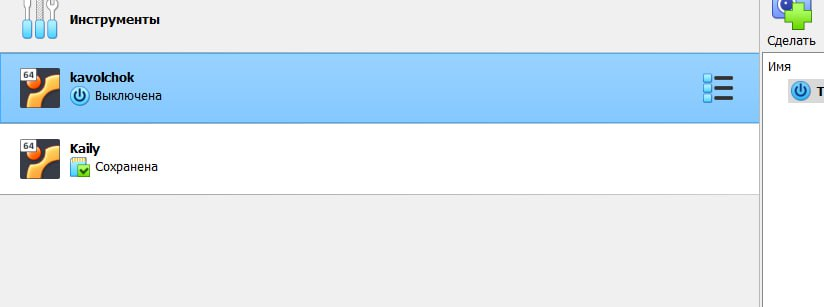 Инструменты
Сделать
kavolchok
64
Выключена
Имя
Kaily
64
Сохранена